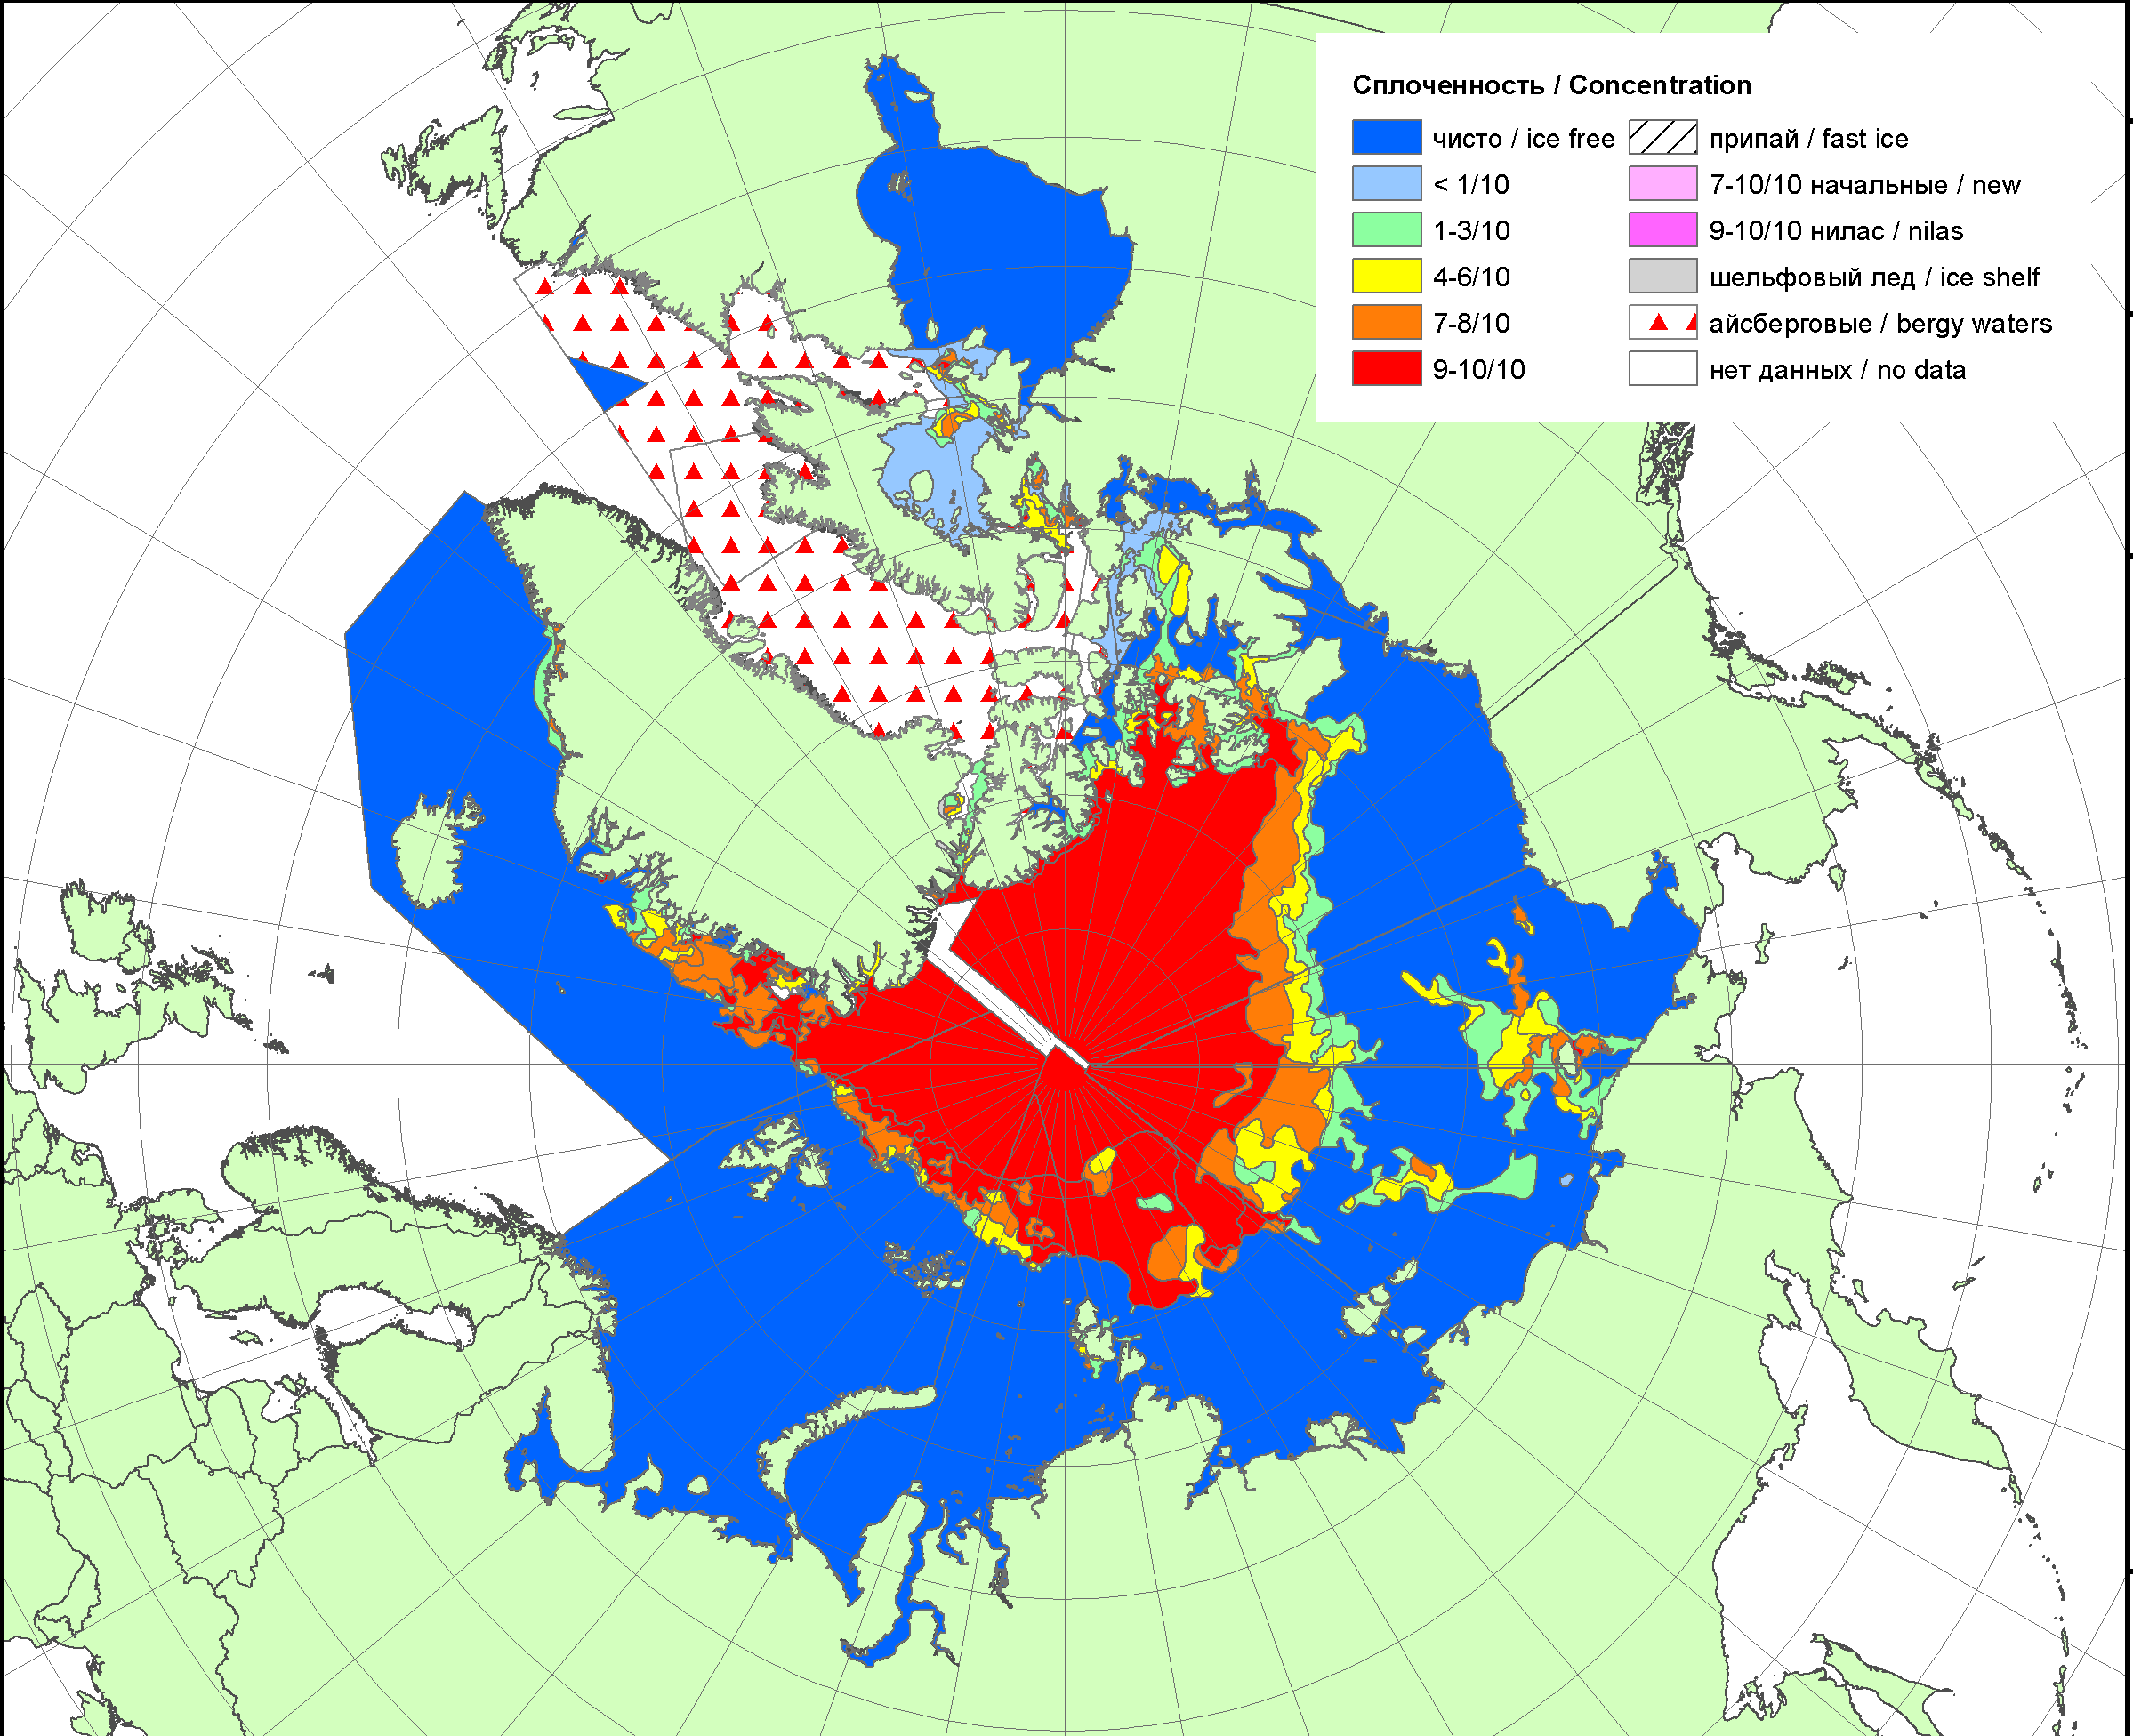 Сплоченность / Concentration
чисто / ice free
< 1/10
1-3/10
4-6/10
7-8/10
9-10/10
припай / fast ice
7-10/10 начальные / new
9-10/10 нилас / nilas
шельфовый лед / ice shelf
айсберговые / bergy waters
нет данных / no data